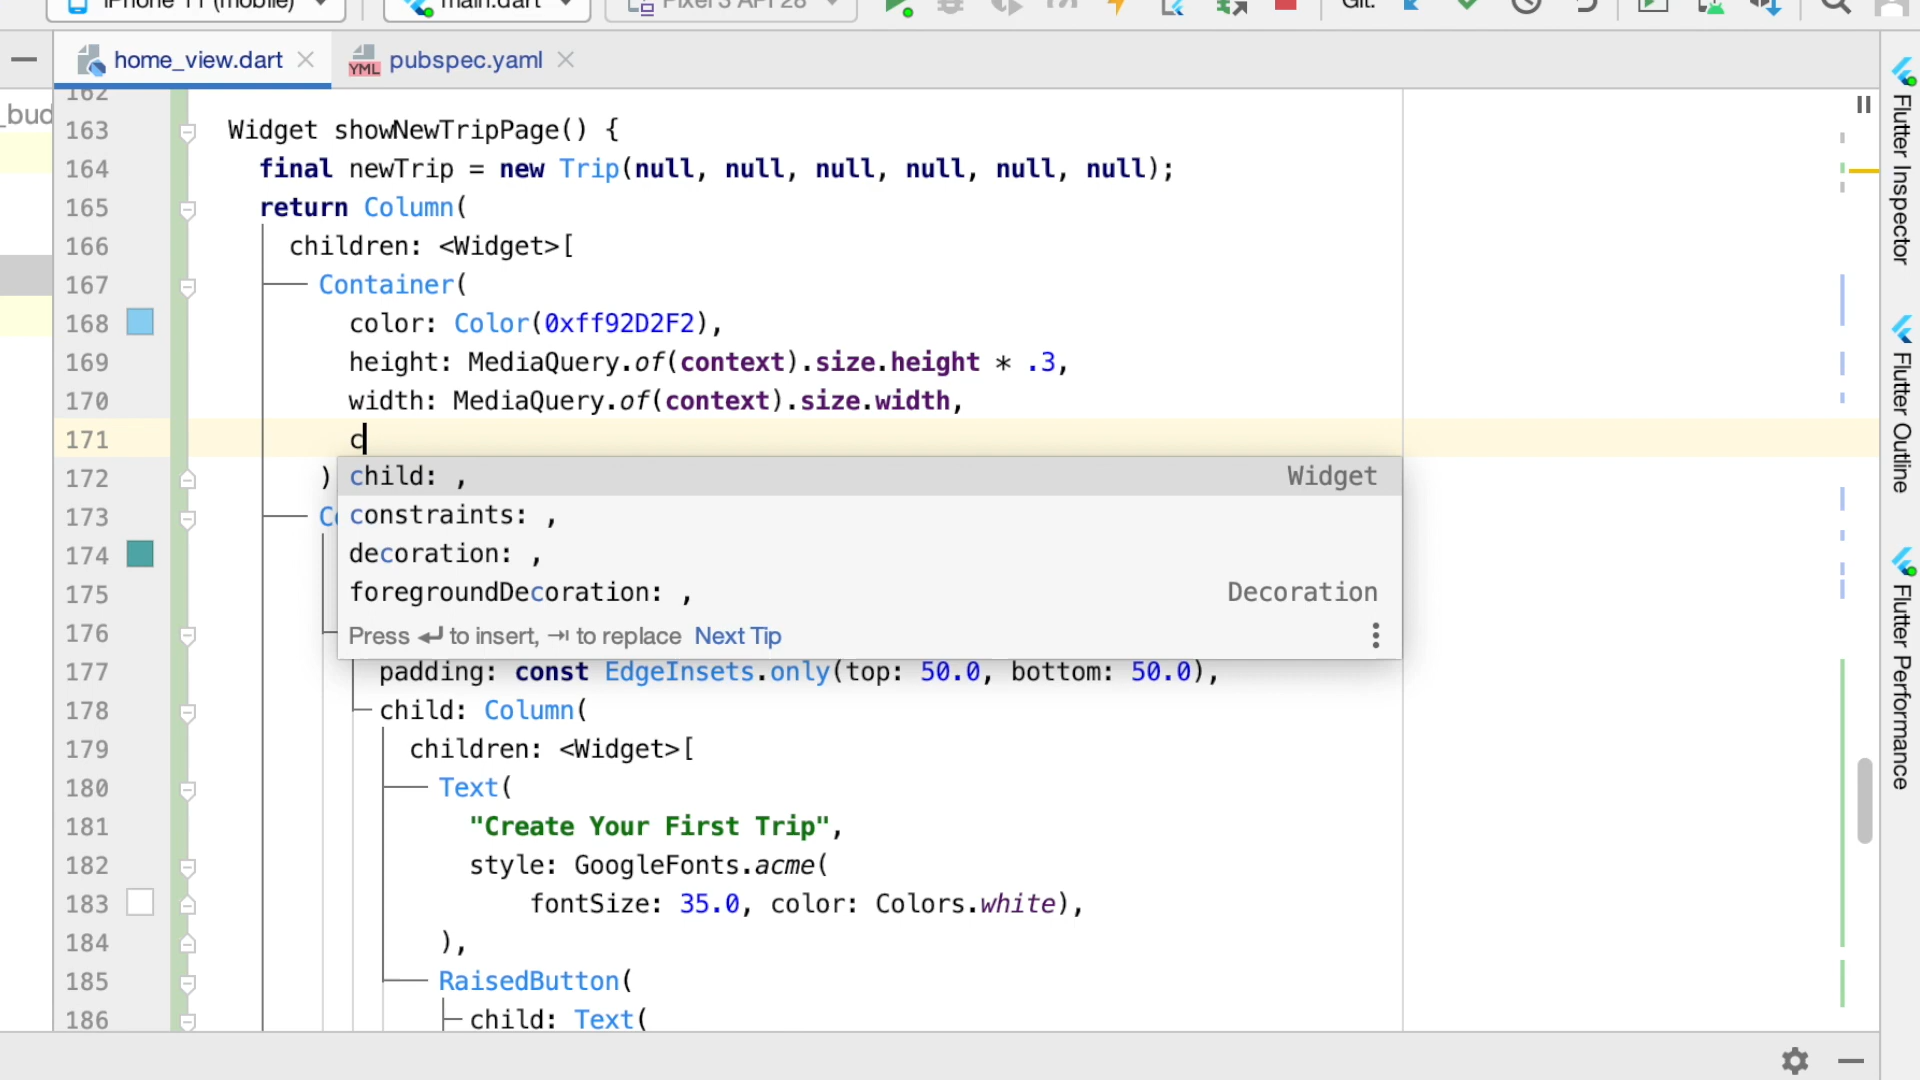 iPhone 11 (mobile) main.dart Pixel 3 API 28 Git:
home_view.dart pubspec.yaml
YML
_bud
162
163 Widget showNewTripPage() {
164 final newTrip = new Trip(null, null, null, null, null, null);
165 return Column(
166 children: <Widget>[
167 Container(
168 color: Color(0xff92D2F2),
169 height: MediaQuery.of(context).size.height * .3,
170 width: MediaQuery.of(context).size.width,
171 c
172 )
173 Co
174
175
176
child: , Widget
constraints: ,
decoration: ,
foregroundDecoration: , Decoration
Press ↵ to insert, ⇥ to replace Next Tip
177 padding: const EdgeInsets.only(top: 50.0, bottom: 50.0),
178 child: Column(
179 children: <Widget>[
180 Text(
181 "Create Your First Trip",
182 style: GoogleFonts.acme(
183 fontSize: 35.0, color: Colors.white),
184 ),
185 RaisedButton(
186 child: Text(
Flutter Inspector
Flutter Outline
Flutter Performance